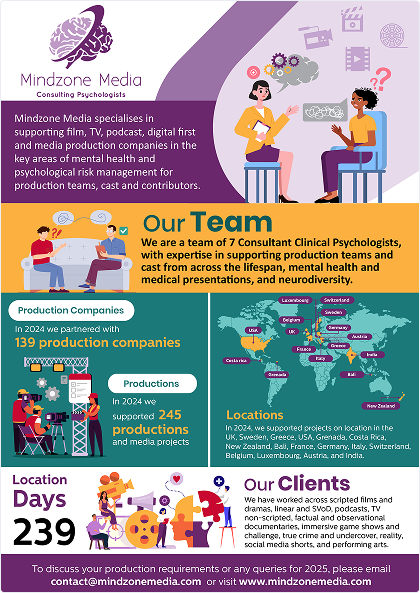 Mindzone Media
Consulting Psychologists
Mindzone Media specialises in
supporting film, TV, podcast, digital first
and media production companies in the
key areas of mental health and
psychological risk management for
production teams, cast and contributors.
Our Team
We are a team of 7 Consultant Clinical Psychologists,
with expertise in supporting production teams and
cast from across the lifespan, mental health and
medical presentations, and neurodiversity.
Production Companies
In 2024 we partnered with
139 production companies
Productions
In 2024 we
supported 245
productions
and media projects
Luxembourg
Switzerland
Sweden
Belgium
Germany
USA
UK
Austria
France
Greece
India
Italy
Costa rica
Grenada
Bali
New Zealand
Locations
In 2024, we supported projects on location in the
UK, Sweden, Greece, USA, Grenada, Costa Rica,
New Zealand, Bali, France, Germany, Italy, Switzerland,
Belgium, Luxembourg, Austria, and India.
Location
Days
239
Our Clients
We have worked across scripted films and
dramas, linear and SVoD, podcasts, TV
non-scripted, factual and observational
documentaries, immersive game shows and
challenge, true crime and undercover, reality,
social media shorts, and performing arts.
To discuss your production requirements or any queries for 2025, please email
contact@mindzonemedia.com or visit www.mindzonemedia.com